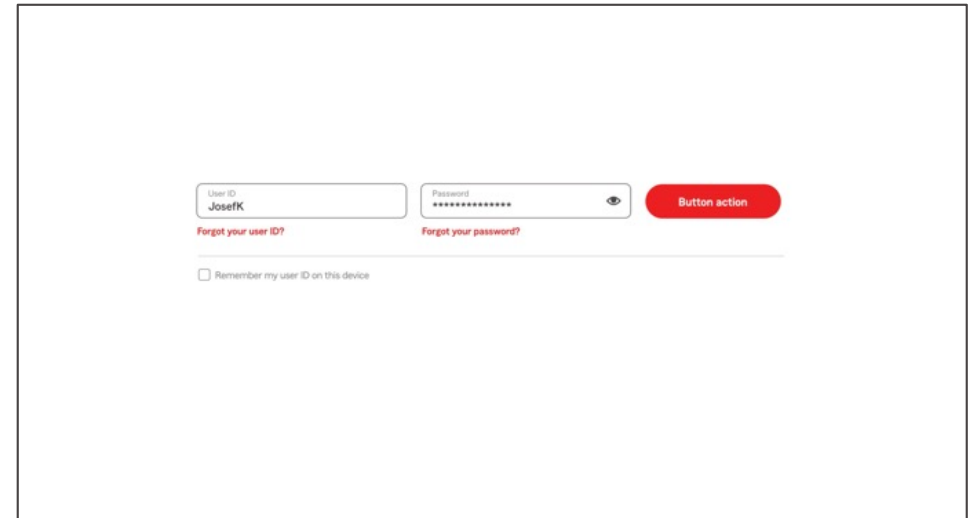 User ID
JosefK
Password
**************
Button action
Forgot your user ID?
Forgot your password?
Remember my user ID on this device